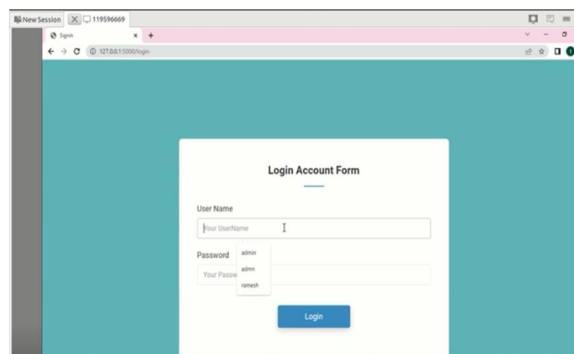 New Session 119596669
Signin
127.0.0.1:5000/login
Login Account Form
User Name
Your UserName
Password
admin
Your Passw
admn
ramesh
Login